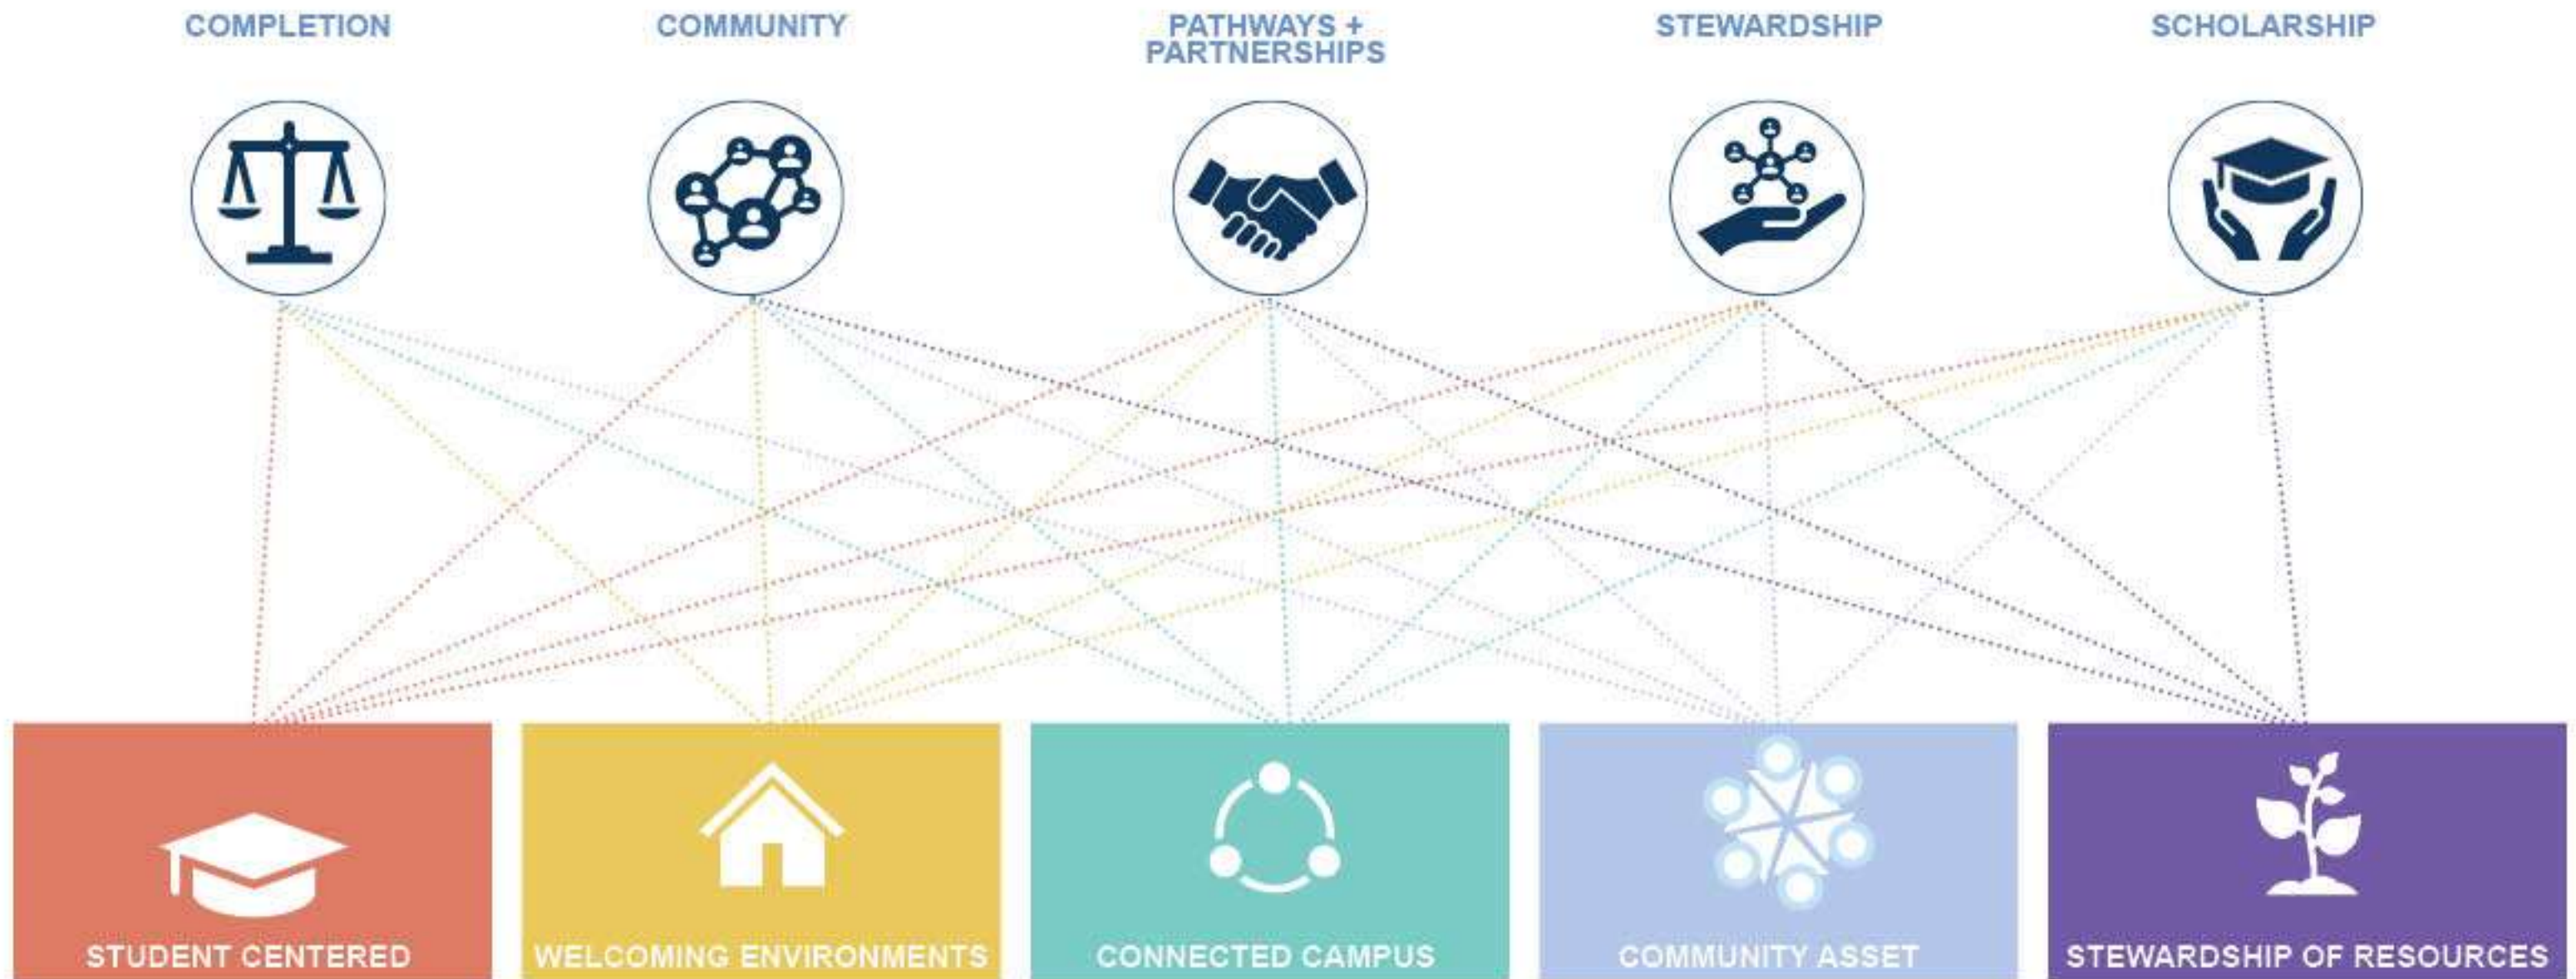 COMPLETION
COMMUNITY
PATHWAYS +
PARTNERSHIPS
STEWARDSHIP
SCHOLARSHIP
STUDENT CENTERED
WELCOMING ENVIRONMENTS
CONNECTED CAMPUS
COMMUNITY ASSET
STEWARDSHIP OF RESOURCES